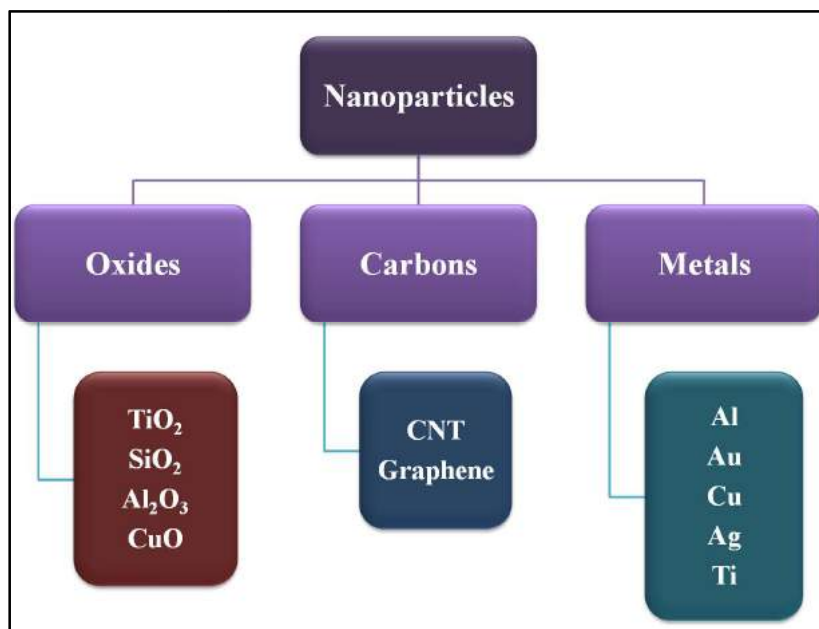 Nanoparticles
Oxides
Carbons
Metals
TiO₂
SiO₂
Al₂O₃
CuO
CNT
Graphene
Al
Au
Cu
Ag
Ti